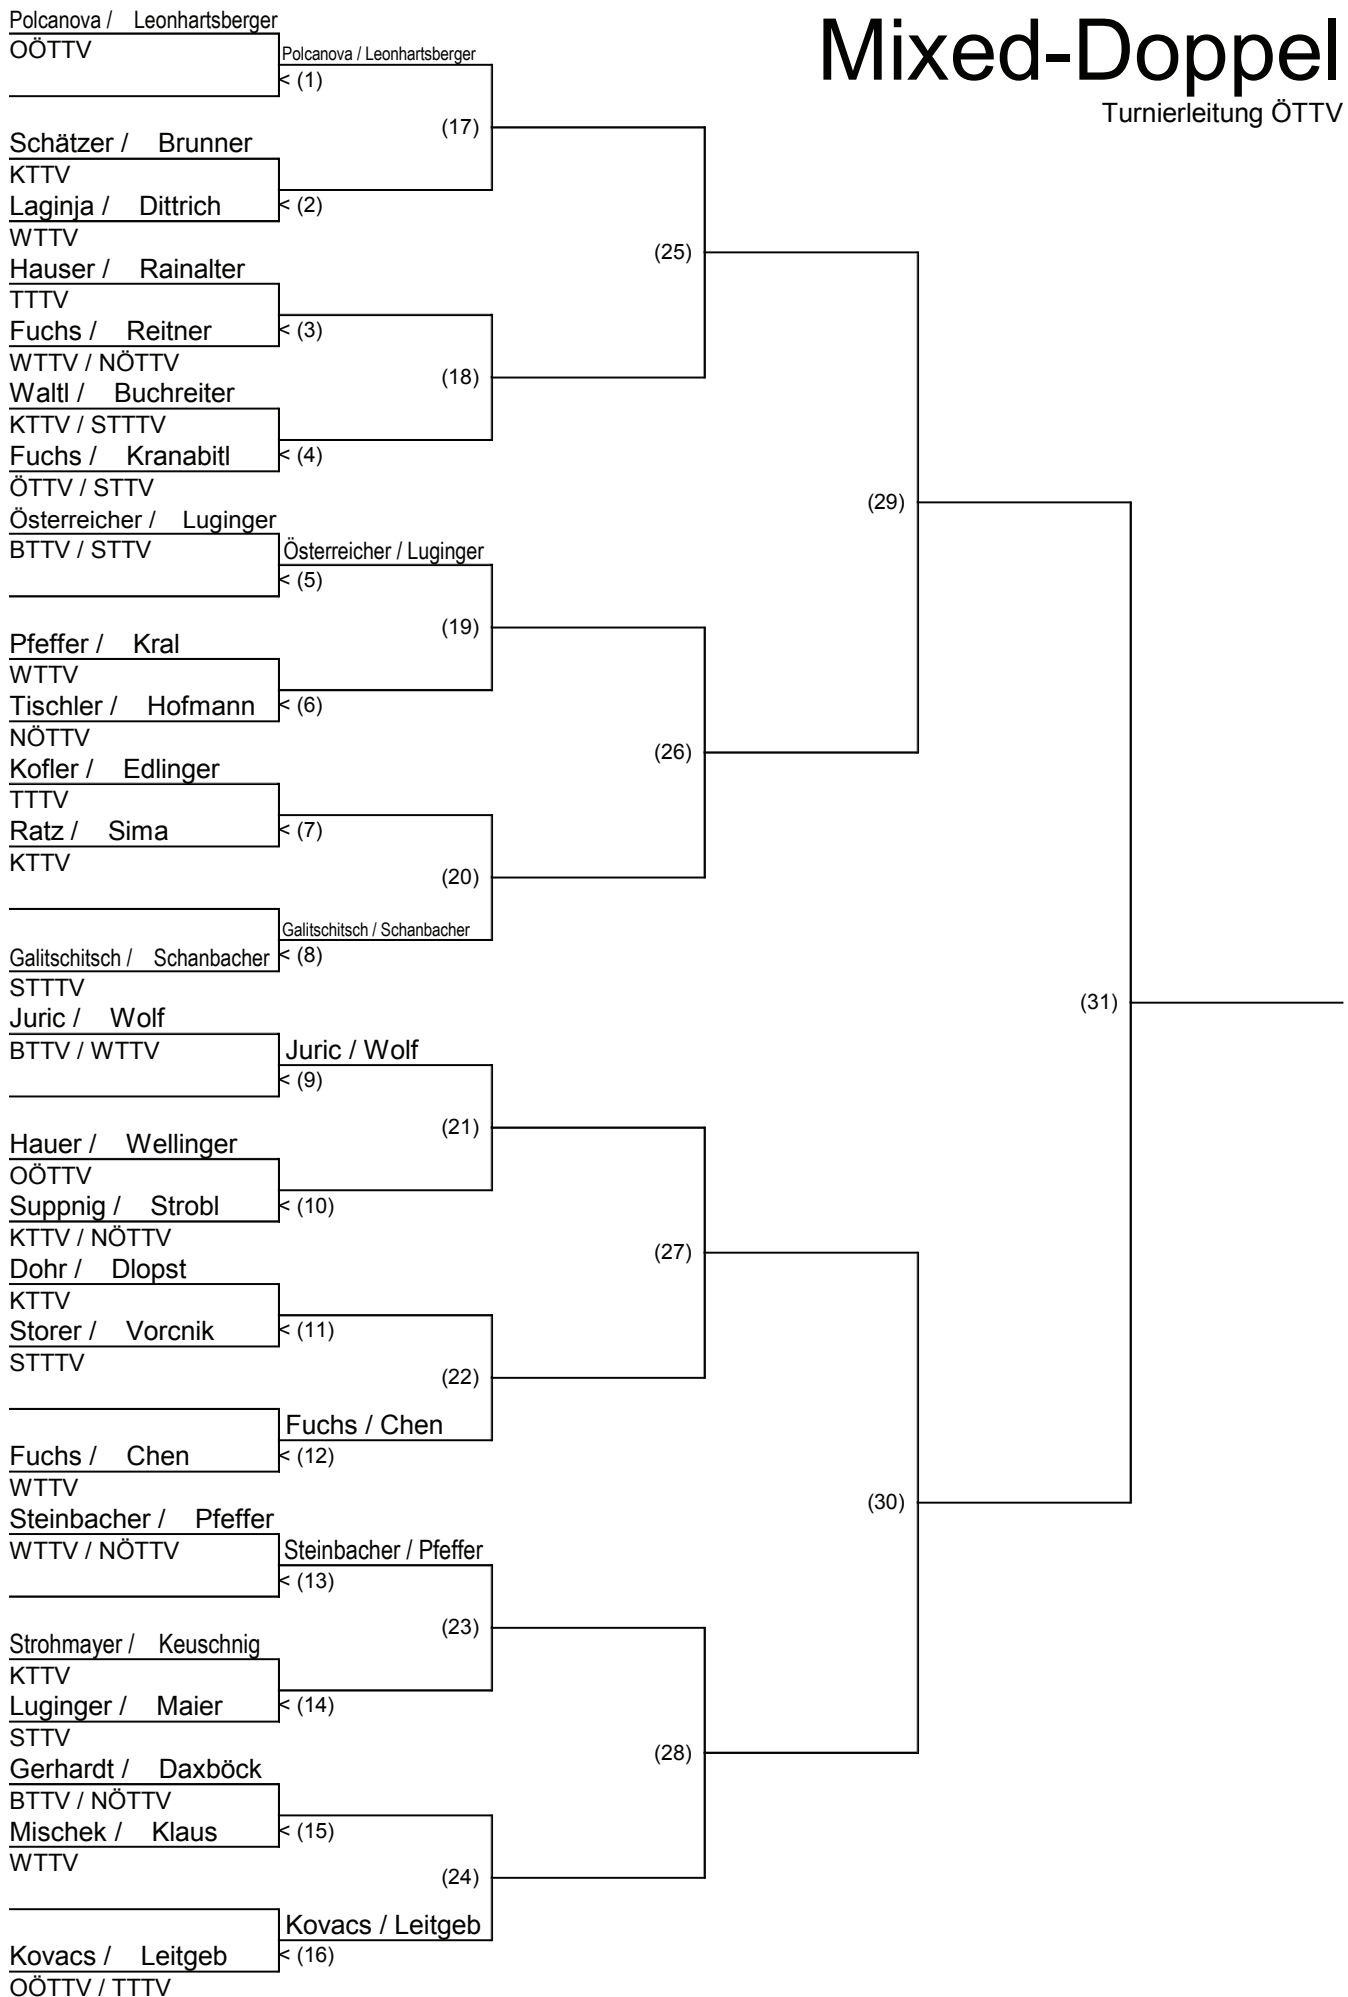 Mixed-Doppel
Turnierleitung ÖTTV
Polcanova / Leonhartsberger
OÖTTV
Polcanova / Leonhartsberger
< (1)
(17)
Schätzer / Brunner
KTTV
Laginja / Dittrich
< (2)
WTTV
(25)
Hauser / Rainalter
TTTV
Fuchs / Reitner
< (3)
WTTV / NÖTTV
(18)
Waltl / Buchreiter
KTTV / STTTV
Fuchs / Kranabitl
< (4)
ÖTTV / STTV
(29)
Österreicher / Luginger
BTTV / STTV
Österreicher / Luginger
< (5)
(19)
Pfeffer / Kral
WTTV
Tischler / Hofmann
< (6)
NÖTTV
(26)
Kofler / Edlinger
TTTV
Ratz / Sima
< (7)
KTTV
(20)
Galitschitsch / Schanbacher
Galitschitsch / Schanbacher
< (8)
STTTV
(31)
Juric / Wolf
BTTV / WTTV
Juric / Wolf
< (9)
(21)
Hauer / Wellinger
OÖTTV
Suppnig / Strobl
< (10)
KTTV / NÖTTV
(27)
Dohr / Dlopst
KTTV
Storer / Vorcnik
< (11)
STTTV
(22)
Fuchs / Chen
Fuchs / Chen
< (12)
WTTV
(30)
Steinbacher / Pfeffer
WTTV / NÖTTV
Steinbacher / Pfeffer
< (13)
(23)
Strohmayer / Keuschnig
KTTV
Luginger / Maier
< (14)
STTV
(28)
Gerhardt / Daxböck
BTTV / NÖTTV
Mischek / Klaus
< (15)
WTTV
(24)
Kovacs / Leitgeb
Kovacs / Leitgeb
< (16)
OÖTTV / TTTV